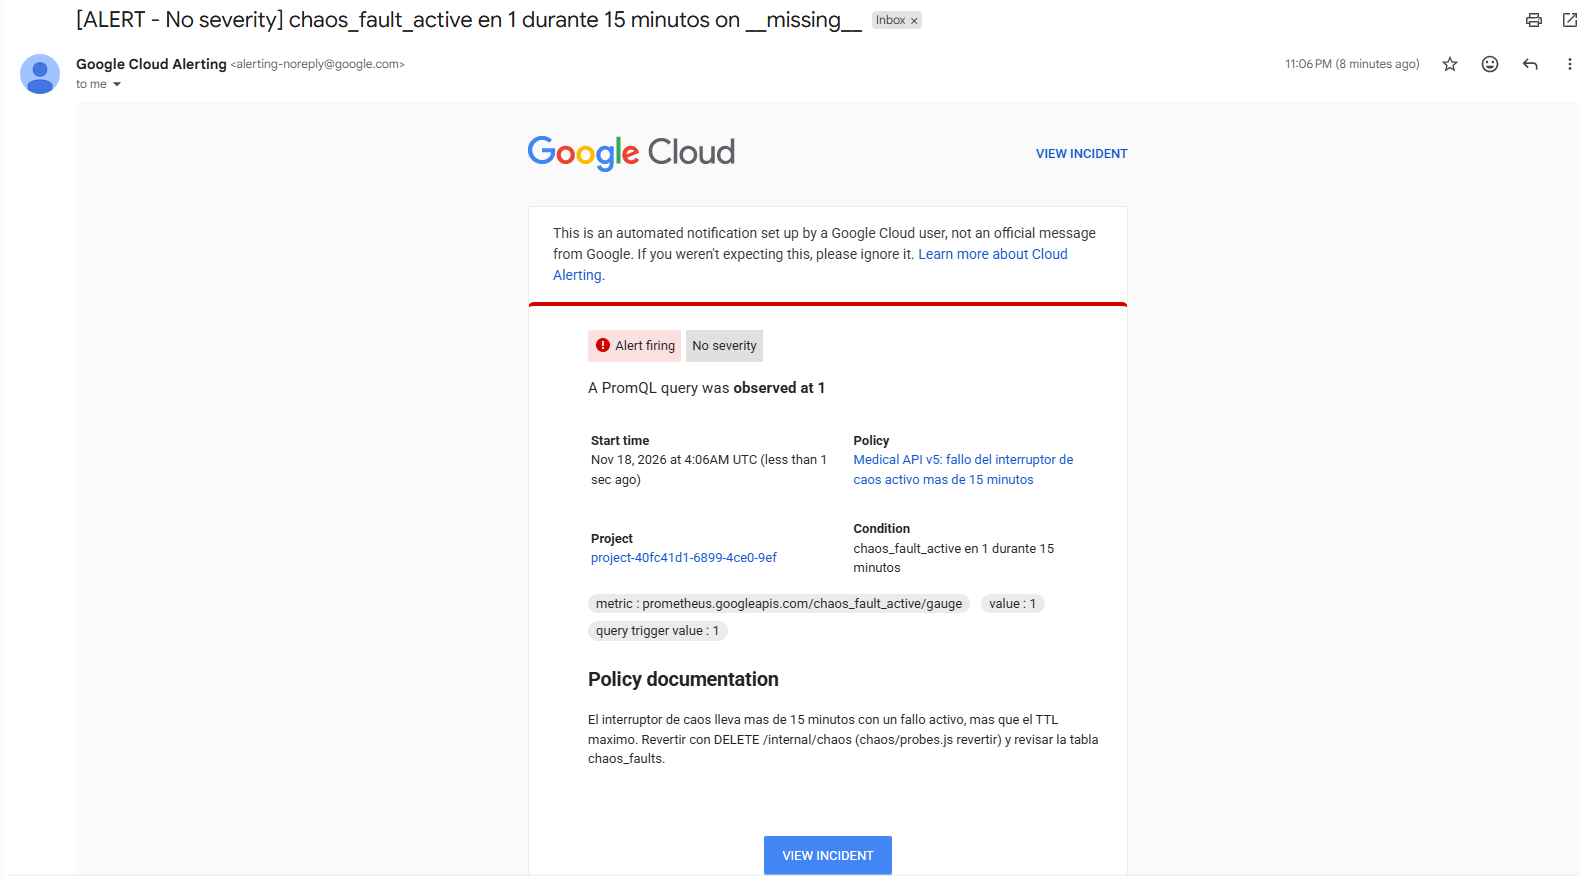 [ALERT - No severity] chaos_fault_active en 1 durante 15 minutos on __missing__ Inbox ×
Google Cloud Alerting <alerting-noreply@google.com>
11:06 PM (8 minutes ago)
to me
Google Cloud
VIEW INCIDENT
This is an automated notification set up by a Google Cloud user, not an official message
from Google. If you weren't expecting this, please ignore it. Learn more about Cloud
Alerting.
Alert firing
No severity
A PromQL query was observed at 1
Start time
Nov 18, 2026 at 4:06AM UTC (less than 1
sec ago)
Policy
Medical API v5: fallo del interruptor de
caos activo mas de 15 minutos
Project
project-40fc41d1-6899-4ce0-9ef
Condition
chaos_fault_active en 1 durante 15
minutos
metric : prometheus.googleapis.com/chaos_fault_active/gauge
value : 1
query trigger value : 1
Policy documentation
El interruptor de caos lleva mas de 15 minutos con un fallo activo, mas que el TTL
maximo. Revertir con DELETE /internal/chaos (chaos/probes.js revertir) y revisar la tabla
chaos_faults.
VIEW INCIDENT